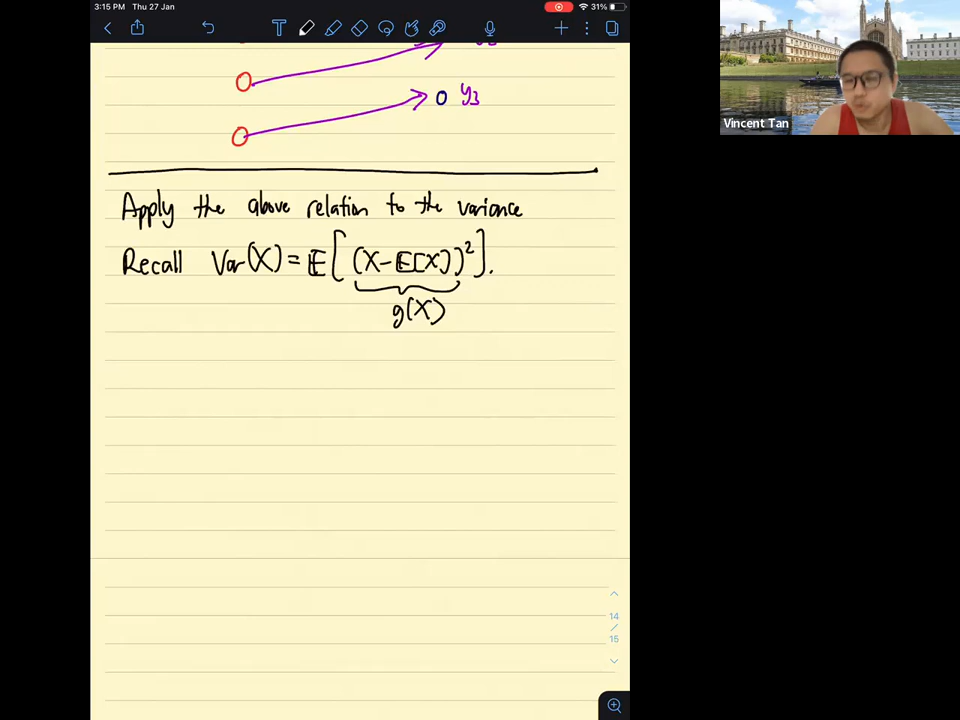 3:15 PM Thu 27 Jan
31%
y3
Apply the above relation to the variance
Recall Var(X) = E[(X-E(X))²].
g(X)
14
/
15
Vincent Tan